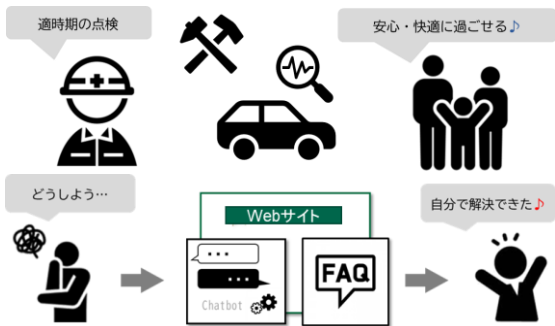 適時期の点検
安心・快適に過ごせる♪
どうしよう…
Webサイト
自分で解決できた♪
...
...
Chatbot
FAQ